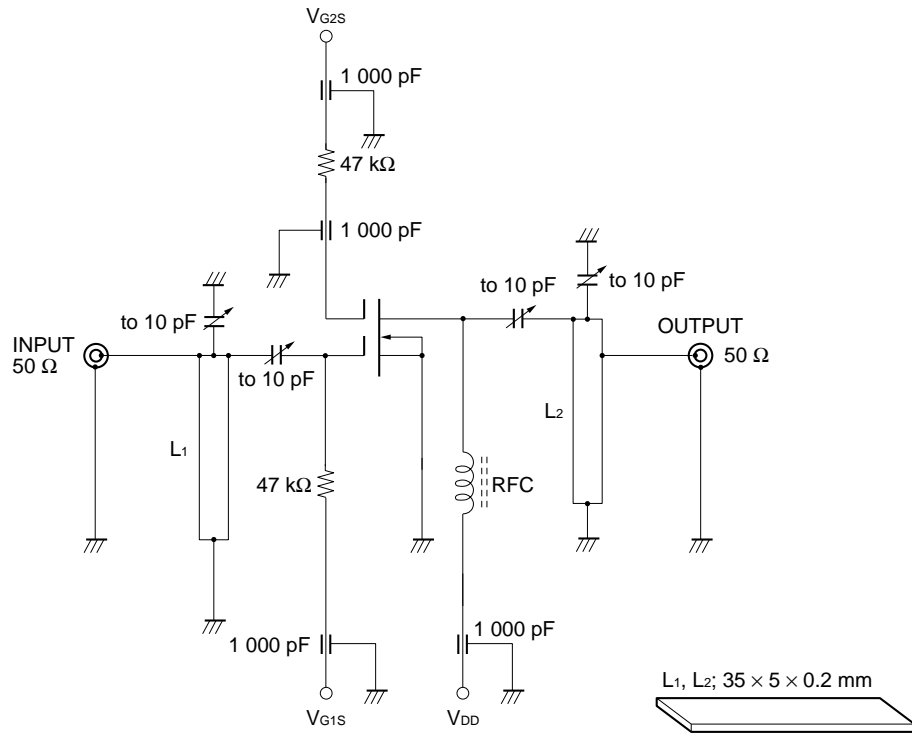 VG2S
1 000 pF
47 kΩ
1 000 pF
to 10 pF
INPUT
50 Ω
to 10 pF
to 10 pF
to 10 pF
OUTPUT
50 Ω
L1
L2
47 kΩ
RFC
1 000 pF
1 000 pF
VG1S
VDD
L1, L2; 35 × 5 × 0.2 mm